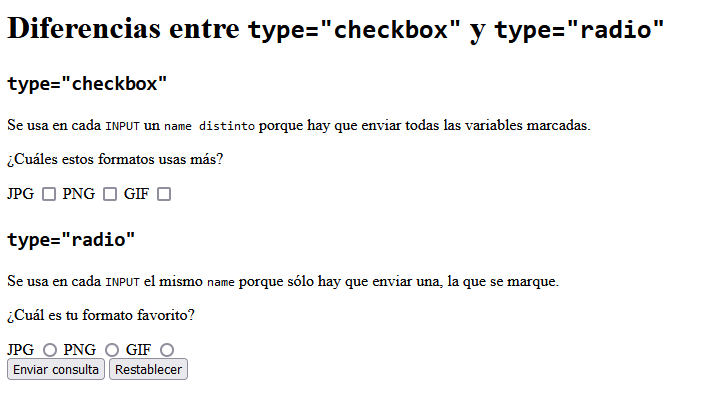 Diferencias entre type="checkbox" y type="radio"
type="checkbox"
Se usa en cada INPUT un name distinto porque hay que enviar todas las variables marcadas.
¿Cuáles estos formatos usas más?
JPG PNG GIF
type="radio"
Se usa en cada INPUT el mismo name porque sólo hay que enviar una, la que se marque.
¿Cuál es tu formato favorito?
JPG PNG GIF
Enviar consulta Restablecer